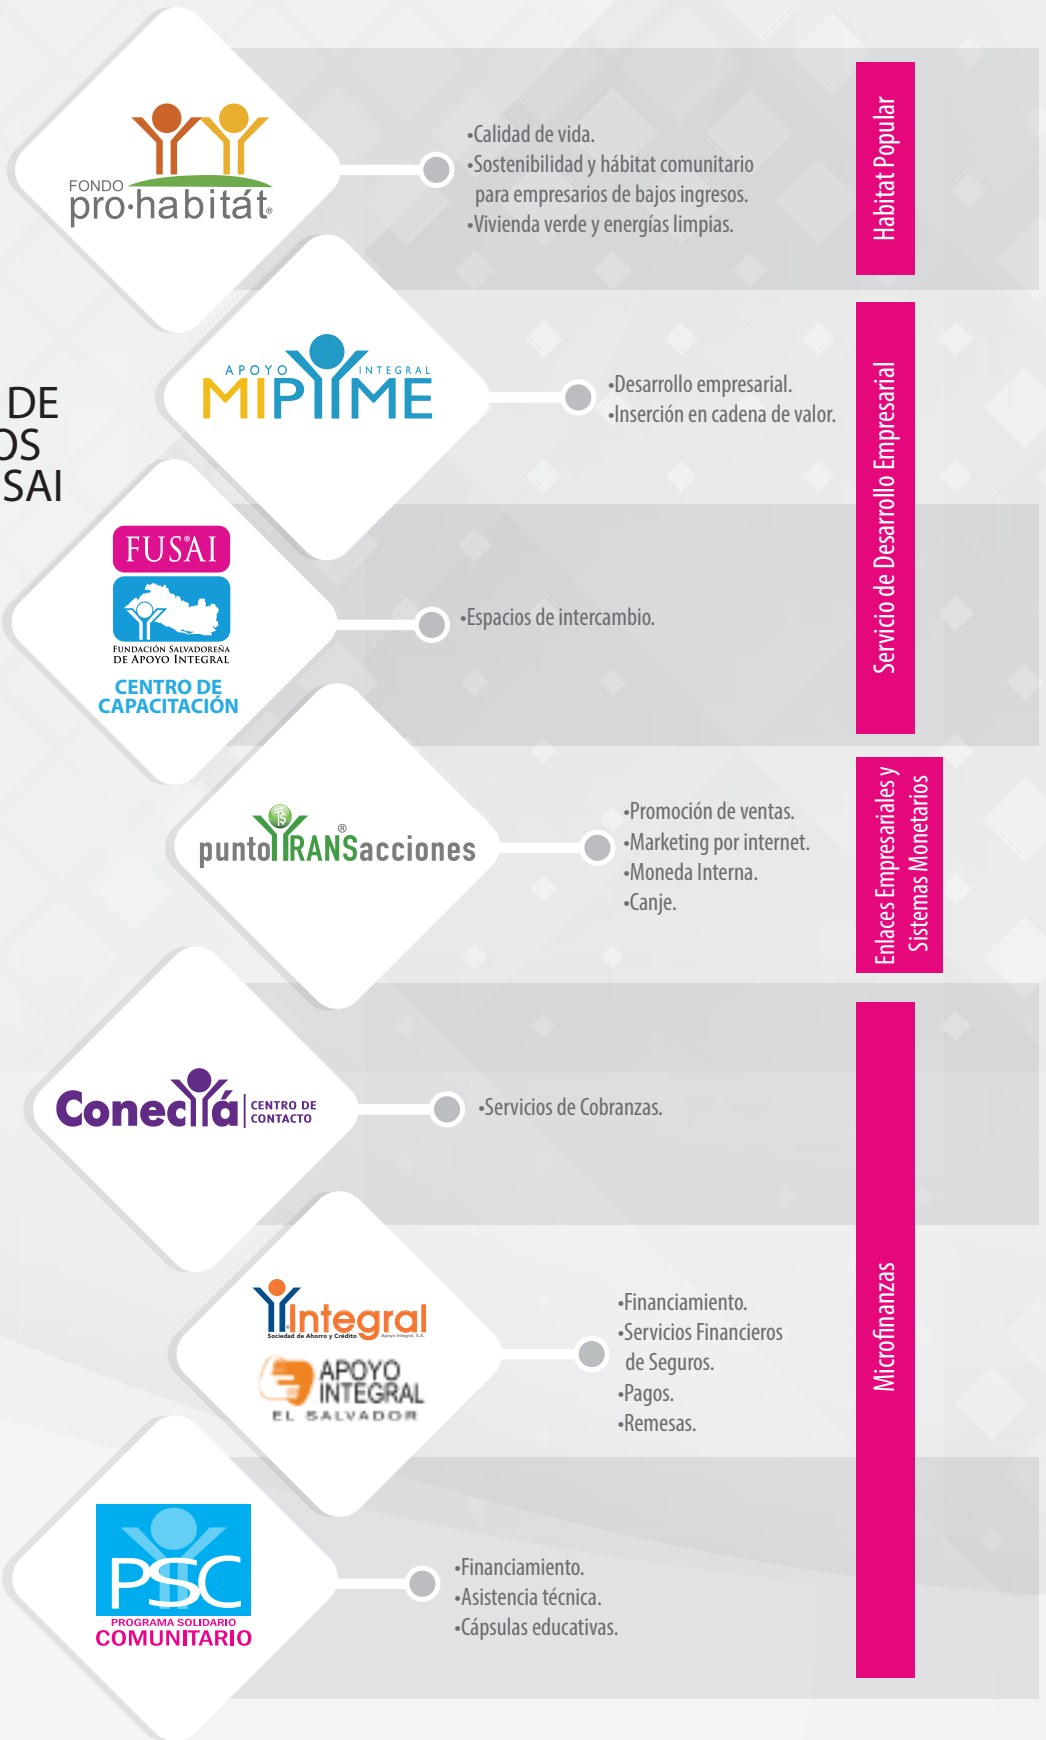 FONDO
pro·habitát®
•Calidad de vida.
•Sostenibilidad y hábitat comunitario
para empresarios de bajos ingresos.
•Vivienda verde y energías limpias.
Habitat Popular
DE
OS
SAI
APOYO INTEGRAL
MIPYME
•Desarrollo empresarial.
•Inserción en cadena de valor.
Servicio de Desarrollo Empresarial
FUSAI®
FUNDACIÓN SALVADOREÑA
DE APOYO INTEGRAL
CENTRO DE
CAPACITACIÓN
•Espacios de intercambio.
puntoTRANSacciones®
•Promoción de ventas.
•Marketing por internet.
•Moneda Interna.
•Canje.
Enlaces Empresariales y
Sistemas Monetarios
Conectá
CENTRO DE
CONTACTO
•Servicios de Cobranzas.
Integral
Sociedad de Ahorro y Crédito Apoyo Integral, S.A.
APOYO
INTEGRAL
EL SALVADOR
•Financiamiento.
•Servicios Financieros
de Seguros.
•Pagos.
•Remesas.
Microfinanzas
PSC
PROGRAMA SOLIDARIO
COMUNITARIO
•Financiamiento.
•Asistencia técnica.
•Cápsulas educativas.